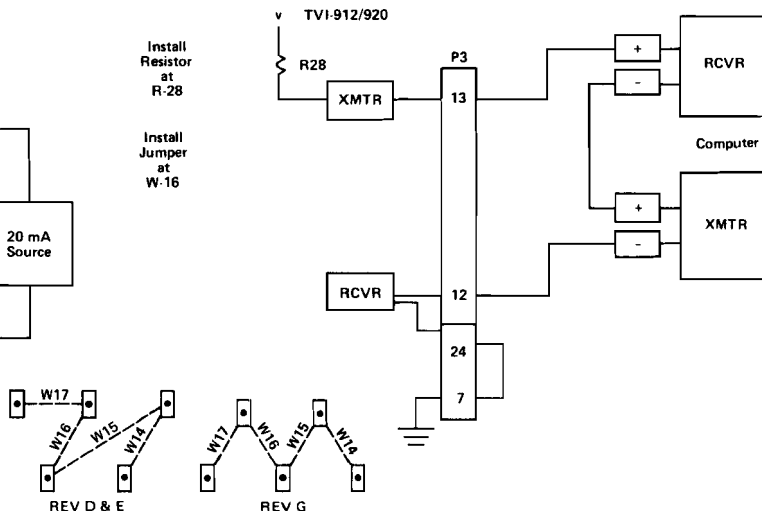 v TVI-912/920
Install
Resistor
at
R-28
R28
XMTR
P3
13
+
-
RCVR
Install
Jumper
at
W-16
Computer
20 mA
Source
+
-
XMTR
RCVR
12
24
7
W17
W16
W15
W14
REV D & E
W17
W16
W15
W14
REV G